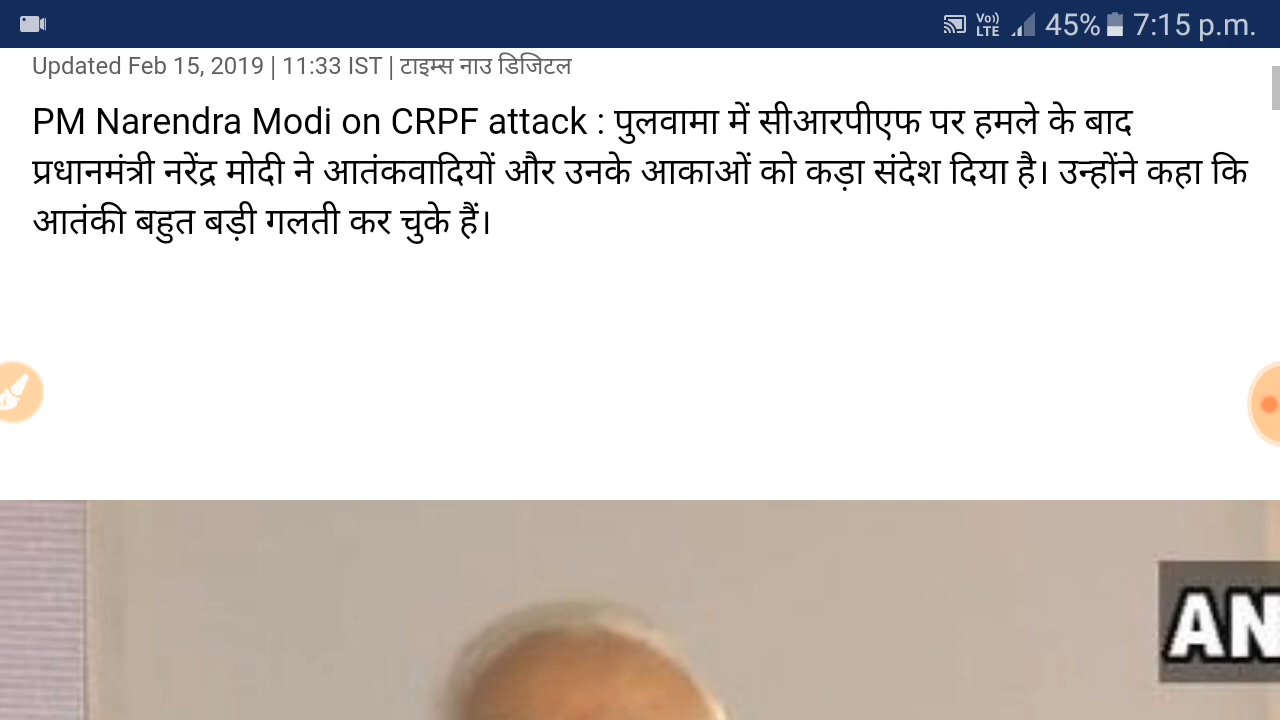 Vo)) LTE 45% 7:15 p.m.
Updated Feb 15, 2019 | 11:33 IST | टाइम्स नाउ डिजिटल
PM Narendra Modi on CRPF attack : पुलवामा में सीआरपीएफ पर हमले के बाद
प्रधानमंत्री नरेंद्र मोदी ने आतंकवादियों और उनके आकाओं को कड़ा संदेश दिया है। उन्होंने कहा कि
आतंकी बहुत बड़ी गलती कर चुके हैं।
AN